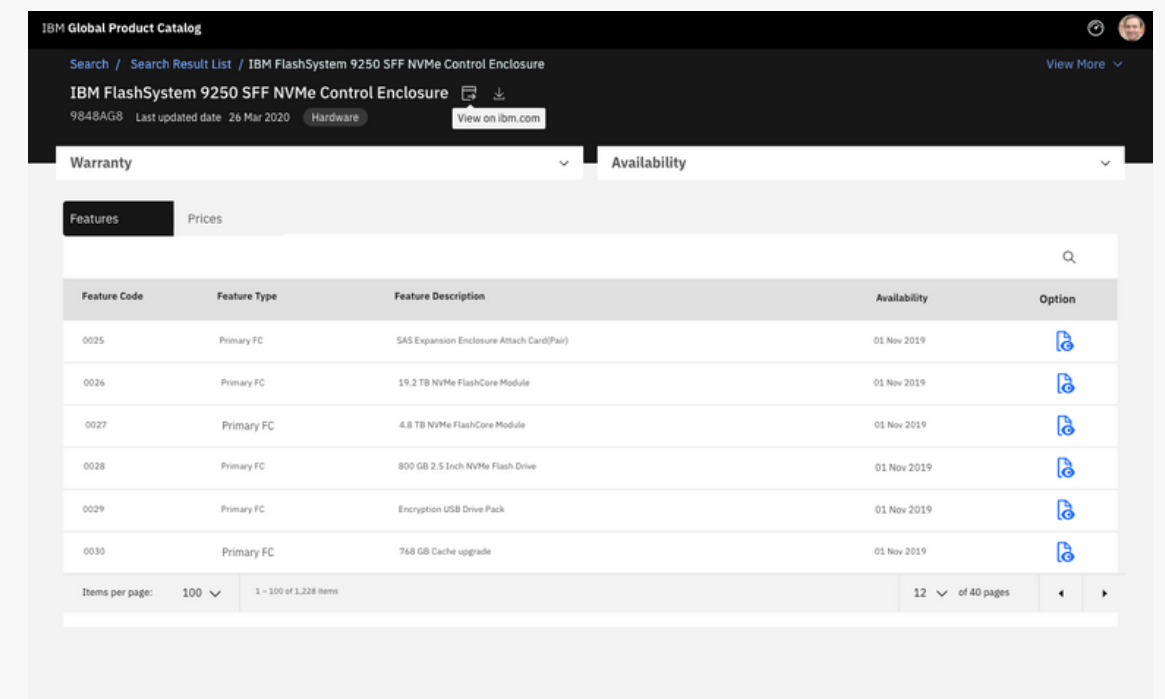 IBM Global Product Catalog
Search / Search Result List / IBM FlashSystem 9250 SFF NVMe Control Enclosure View More
IBM FlashSystem 9250 SFF NVMe Control Enclosure
9848AG8 Last updated date 26 Mar 2020 Hardware
View on ibm.com
Warranty Availability
Features Prices
Feature Code Feature Type Feature Description Availability Option
0025 Primary FC SAS Expansion Enclosure Attach Card(Pair) 01 Nov 2019
0026 Primary FC 19.2 TB NVMe FlashCore Module 01 Nov 2019
0027 Primary FC 4.8 TB NVMe FlashCore Module 01 Nov 2019
0028 Primary FC 800 GB 2.5 Inch NVMe Flash Drive 01 Nov 2019
0029 Primary FC Encryption USB Drive Pack 01 Nov 2019
0030 Primary FC 768 GB Cache upgrade 01 Nov 2019
Items per page: 100 1 – 100 of 1,228 items 12 of 40 pages